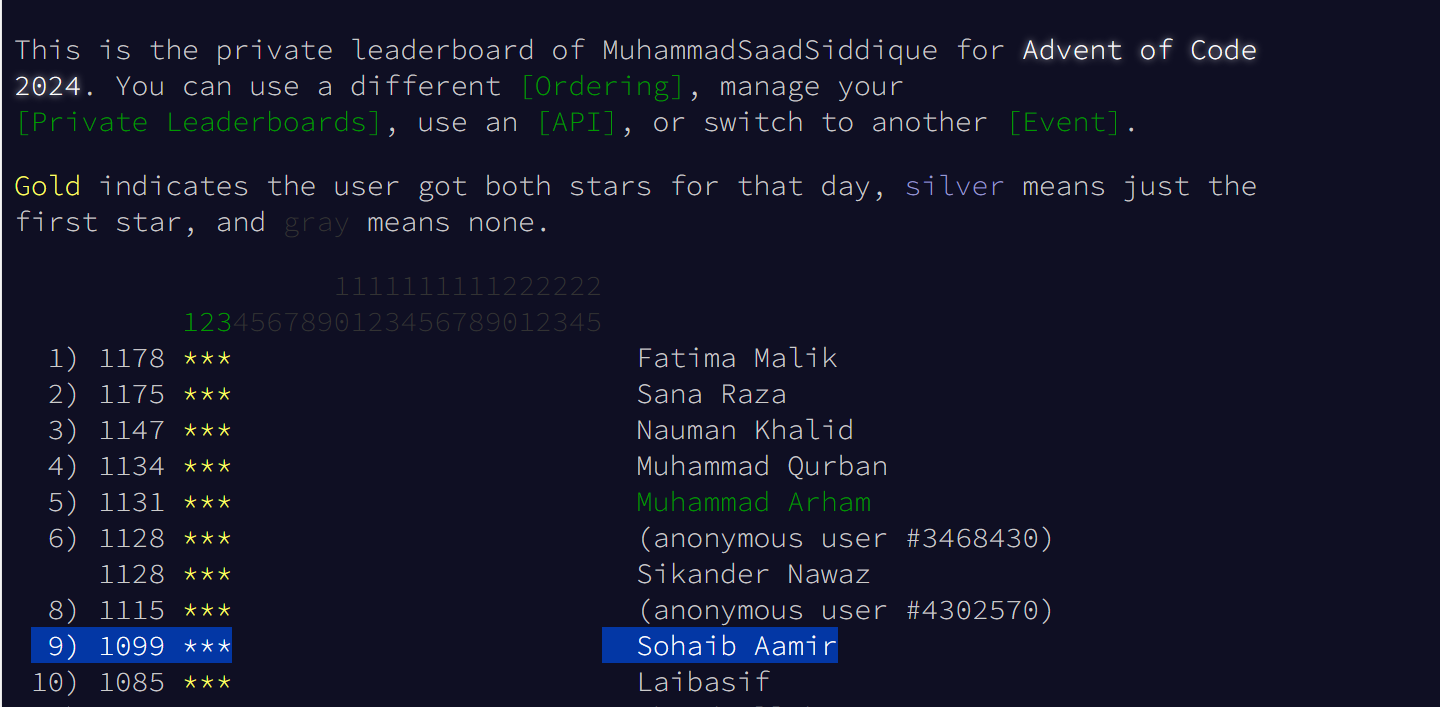 This is the private leaderboard of MuhammadSaadSiddique for Advent of Code
2024. You can use a different [Ordering], manage your
[Private Leaderboards], use an [API], or switch to another [Event].
Gold indicates the user got both stars for that day, silver means just the
first star, and gray means none.
1111111111222222
1234567890123456789012345
1) 1178 *** Fatima Malik
2) 1175 *** Sana Raza
3) 1147 *** Nauman Khalid
4) 1134 *** Muhammad Qurban
5) 1131 *** Muhammad Arham
6) 1128 *** (anonymous user #3468430)
1128 *** Sikander Nawaz
8) 1115 *** (anonymous user #4302570)
9) 1099 *** Sohaib Aamir
10) 1085 *** Laibasif